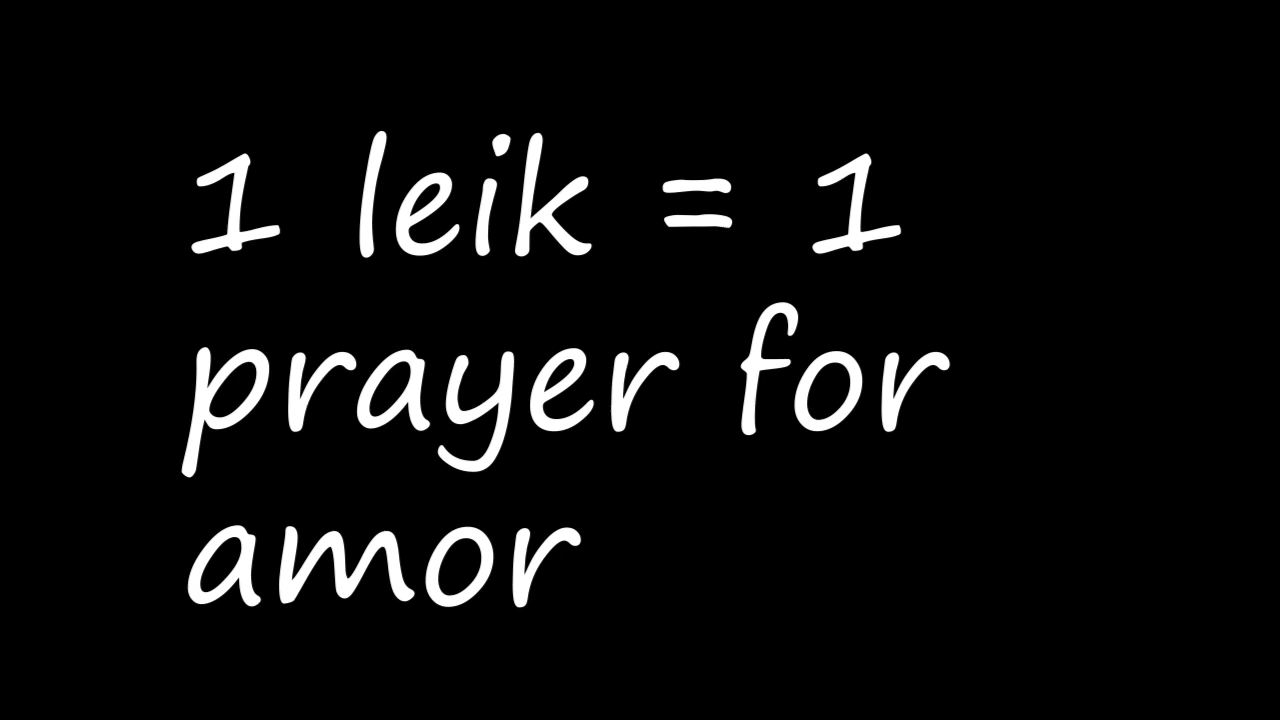 1 leik = 1
prayer for
amor